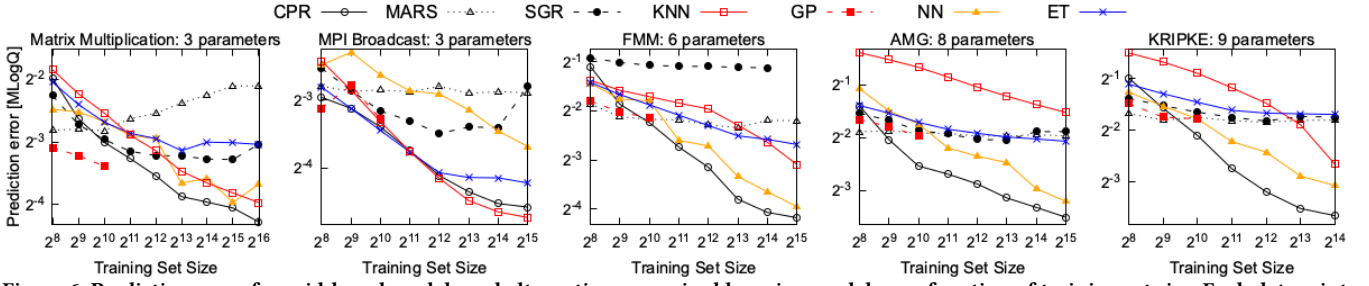 CPR MARS SGR KNN GP NN ET
Matrix Multiplication: 3 parameters
MPI Broadcast: 3 parameters
FMM: 6 parameters
AMG: 8 parameters
KRIPKE: 9 parameters
Prediction error [MLogQ]
2^-2
2^-3
2^-4
2^8 2^9 2^10 2^11 2^12 2^13 2^14 2^15 2^16
Training Set Size
2^-3
2^-4
2^8 2^9 2^10 2^11 2^12 2^13 2^14 2^15
Training Set Size
2^-1
2^-2
2^-3
2^-4
2^8 2^9 2^10 2^11 2^12 2^13 2^14 2^15
Training Set Size
2^-1
2^-2
2^-3
2^8 2^9 2^10 2^11 2^12 2^13 2^14 2^15
Training Set Size
2^-1
2^-2
2^-3
2^8 2^9 2^10 2^11 2^12 2^13 2^14
Training Set Size